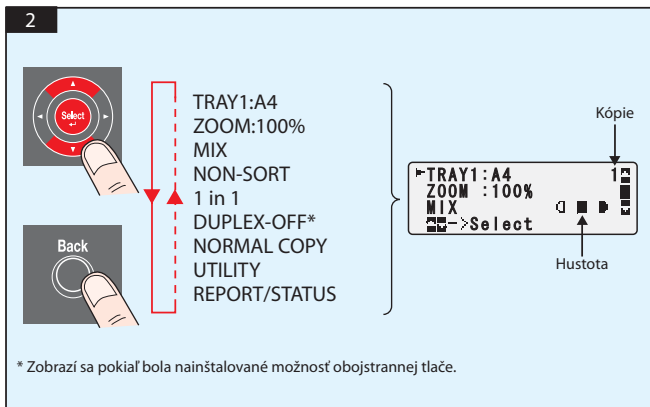 2
Select
Back
TRAY1:A4
ZOOM:100%
MIX
NON-SORT
1 in 1
DUPLEX-OFF*
NORMAL COPY
UTILITY
REPORT/STATUS
Kópie
TRAY1:A4 1
ZOOM :100%
MIX
->Select
Hustota
* Zobrazí sa pokiaľ bola nainštalované možnosť obojstrannej tlače.